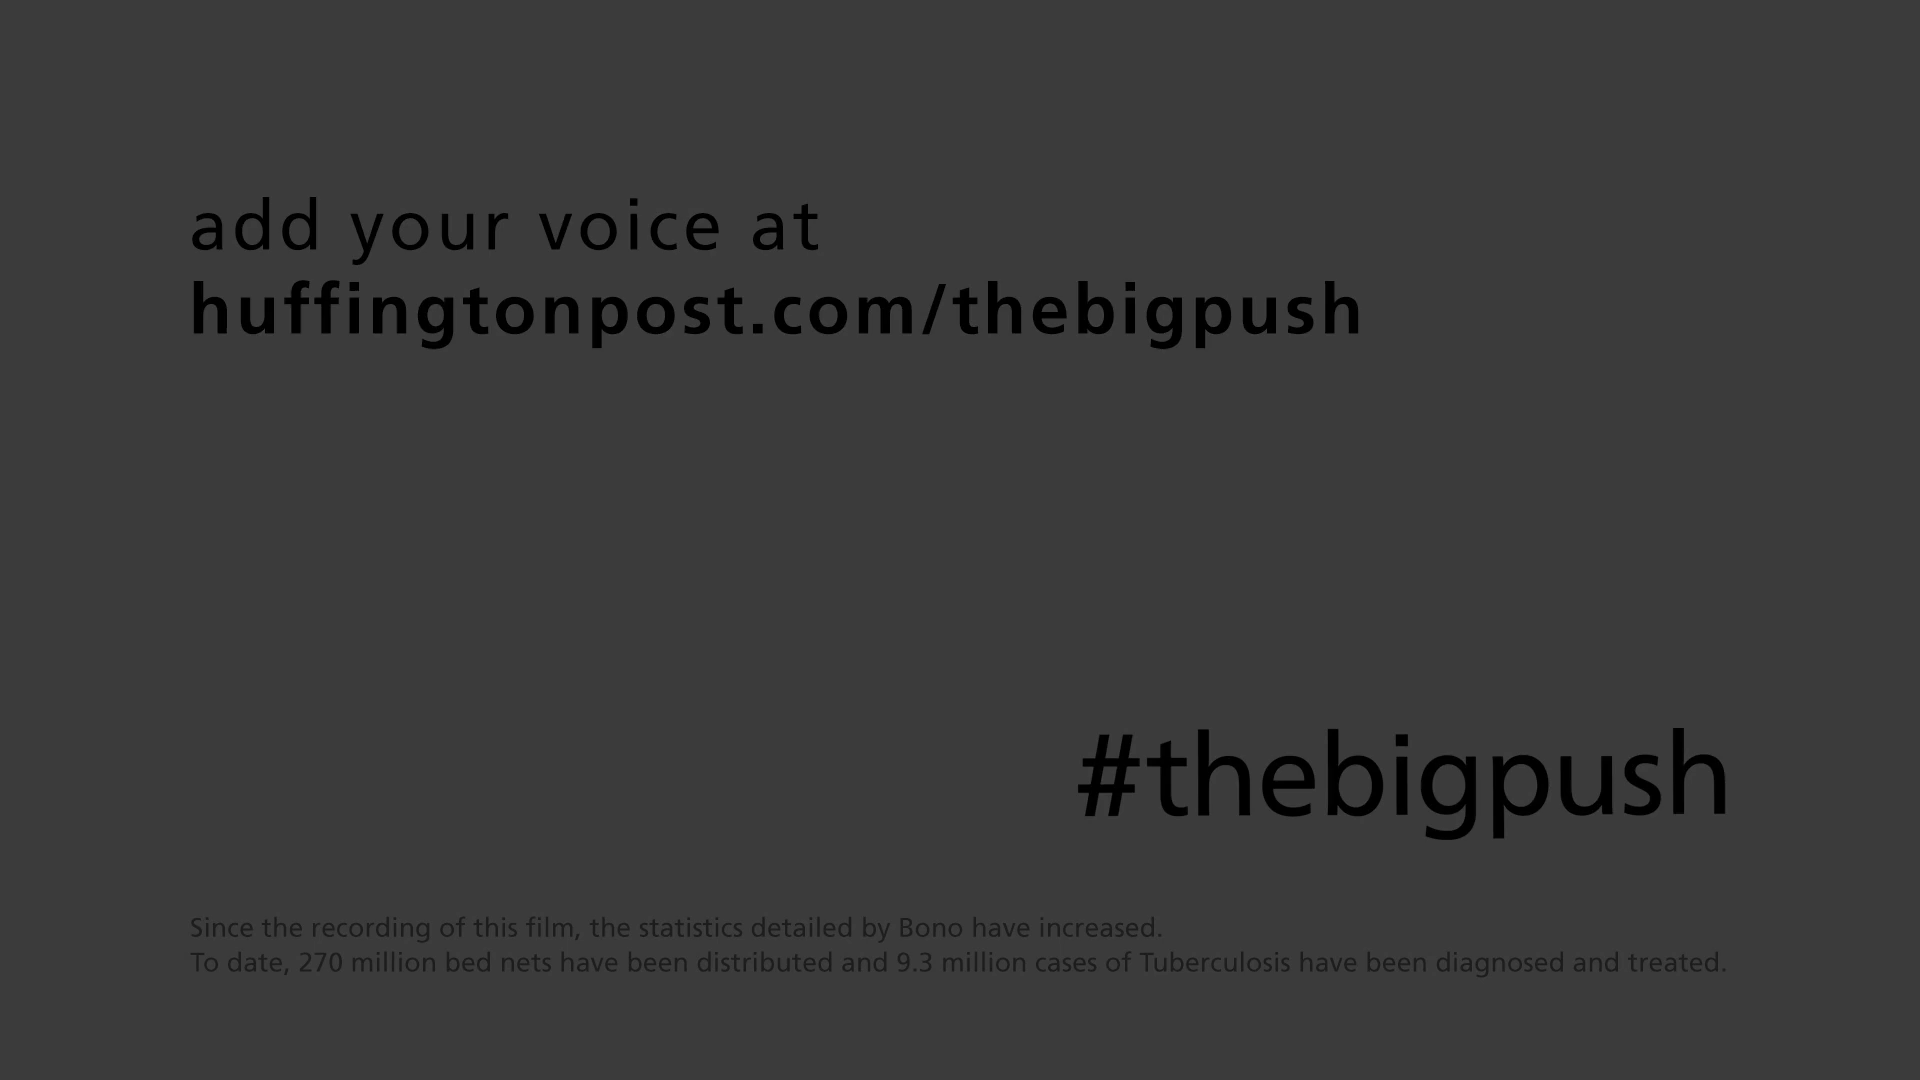 add your voice at
huffingtonpost.com/thebigpush
#thebigpush
Since the recording of this film, the statistics detailed by Bono have increased.
To date, 270 million bed nets have been distributed and 9.3 million cases of Tuberculosis have been diagnosed and treated.